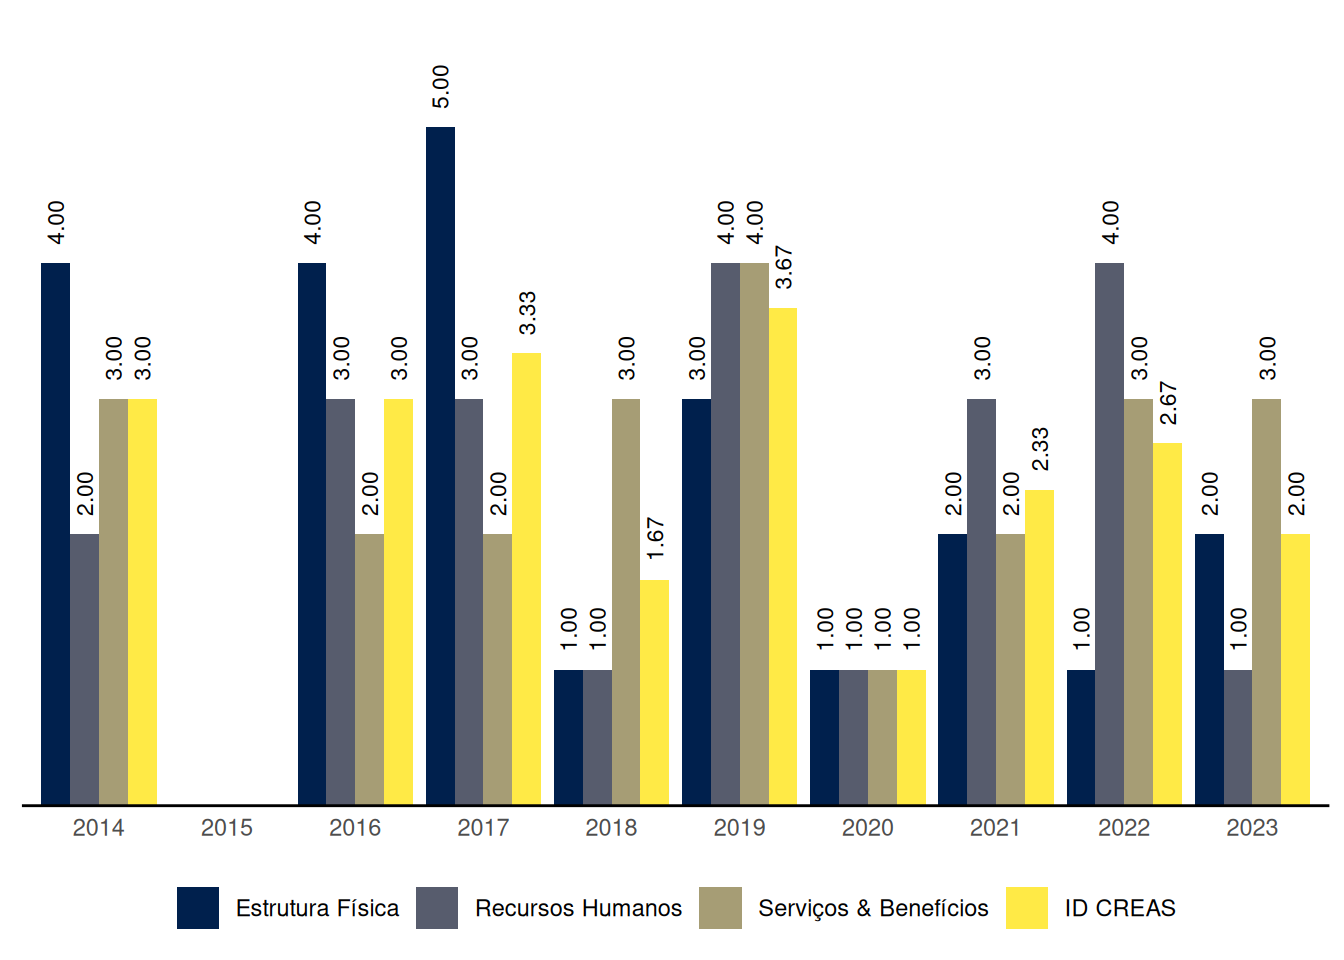 5.00
4.00 4.00 4.00 4.00 4.00
3.67
3.33
3.00 3.00 3.00 3.00 3.00 3.00 3.00 3.00 3.00 3.00
2.67
2.33
2.00 2.00 2.00 2.00 2.00 2.00 2.00
1.67
1.00 1.00 1.00 1.00 1.00 1.00 1.00 1.00
2014 2015 2016 2017 2018 2019 2020 2021 2022 2023
Estrutura Física Recursos Humanos Serviços & Benefícios ID CREAS